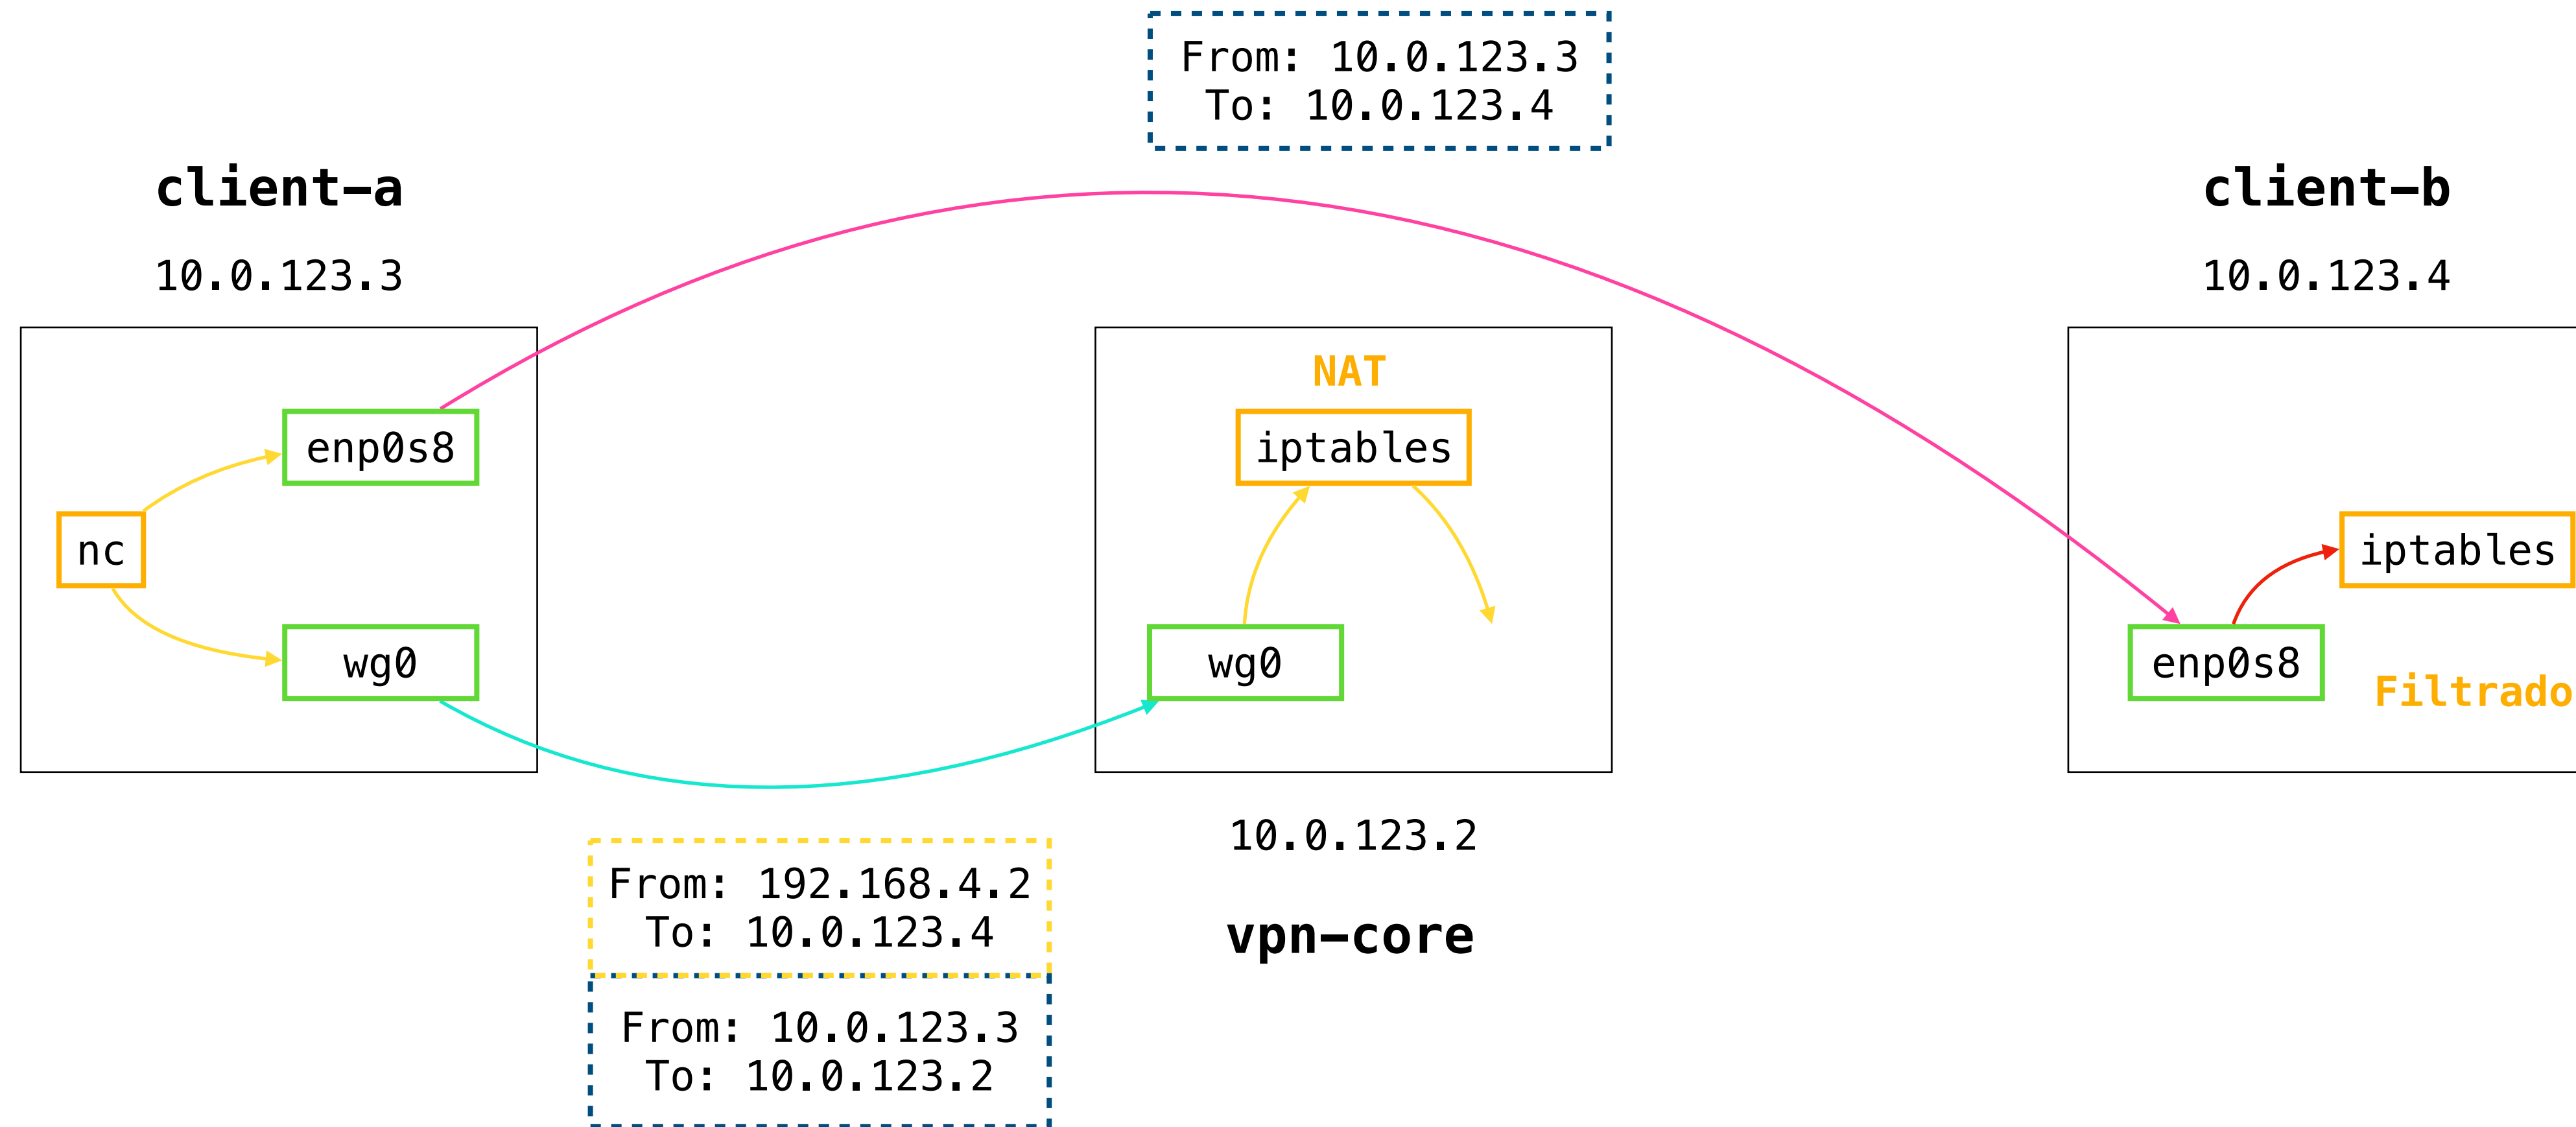 From: 10.0.123.3
To: 10.0.123.4
client-a
10.0.123.3
client-b
10.0.123.4
enp0s8
nc
wg0
NAT
iptables
wg0
iptables
enp0s8
Filtrado
10.0.123.2
vpn-core
From: 192.168.4.2
To: 10.0.123.4
From: 10.0.123.3
To: 10.0.123.2